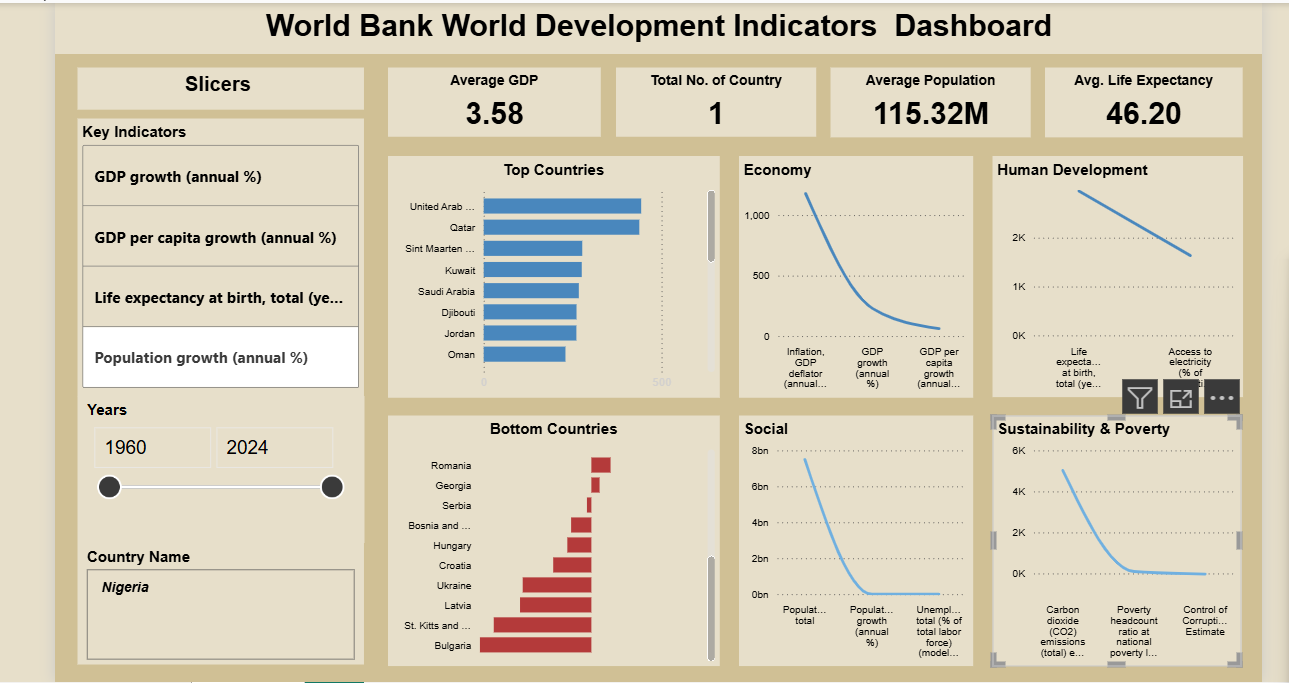 World Bank World Development Indicators  Dashboard
Slicers
Key Indicators
GDP growth (annual %)
GDP per capita growth (annual %)
Life expectancy at birth, total (ye...
Population growth (annual %)
Years
1960
2024
Country Name
Nigeria
Average GDP
3.58
Total No. of Country
1
Average Population
115.32M
Avg. Life Expectancy
46.20
Top Countries
United Arab ...
Qatar
Sint Maarten ...
Kuwait
Saudi Arabia
Djibouti
Jordan
Oman
0
500
Economy
1,000
500
0
Inflation,
GDP
deflator
(annual...
GDP
growth
(annual
%)
GDP per
capita
growth
(annual...
Human Development
2K
1K
0K
Life
expecta...
at birth,
total (ye...
Access to
electricity
(% of
Bottom Countries
Romania
Georgia
Serbia
Bosnia and ...
Hungary
Croatia
Ukraine
Latvia
St. Kitts and ...
Bulgaria
Social
8bn
6bn
4bn
2bn
0bn
Populat...
total
Populat...
growth
(annual
%)
Unempl...
total (% of
total labor
force)
(model...
Sustainability & Poverty
6K
4K
2K
0K
Carbon
dioxide
(CO2)
emissions
(total) e...
Poverty
headcount
ratio at
national
poverty l...
Control of
Corrupti...
Estimate